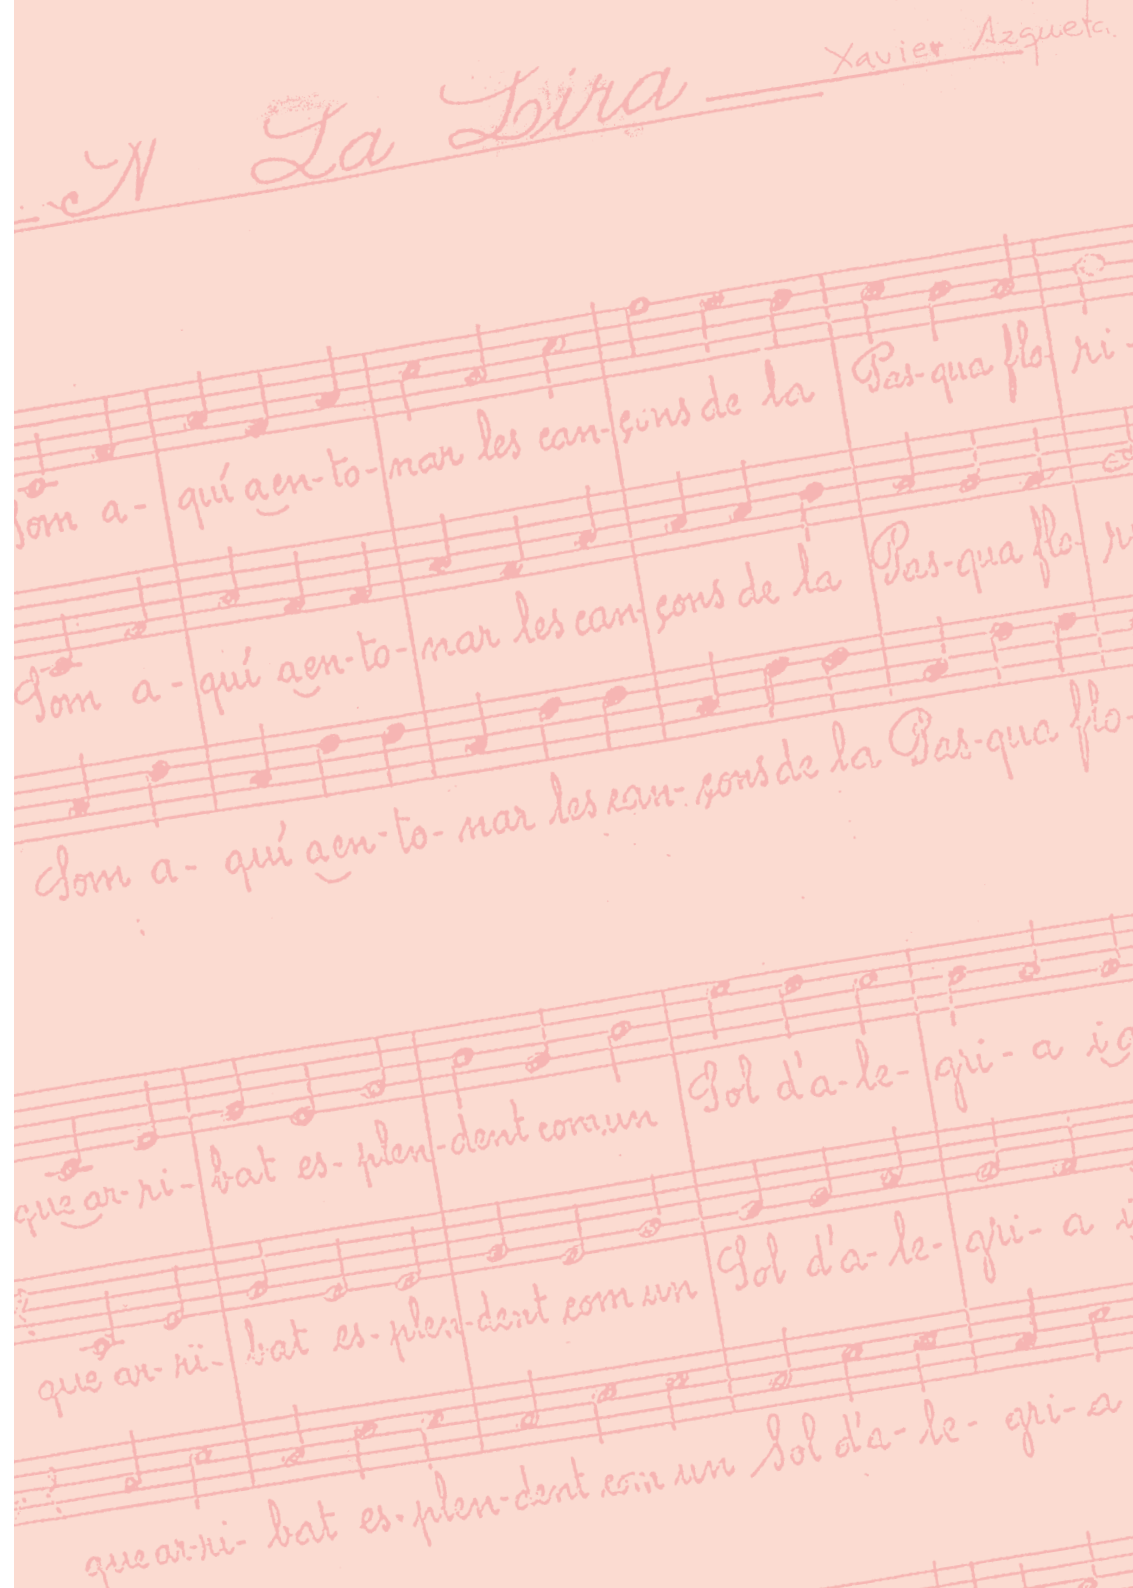 Xavier Azqueta
N La Lira
Som a- quí aen-to-nar les can-çons de la Pas-qua flo- ri-
Som a- quí aen-to-nar les can-çons de la Pas-qua flo- ri
Som a- quí aen-to-nar les can-çons de la Pas-qua flo-
que ar-ri- bat es-plen-dent com un Sol d'a-le- gri-a i
que ar-ri- bat es-plen-dent com un Sol d'a-le- gri-a i
que ar-ri- bat es-plen-dent com un Sol d'a-le- gri-a